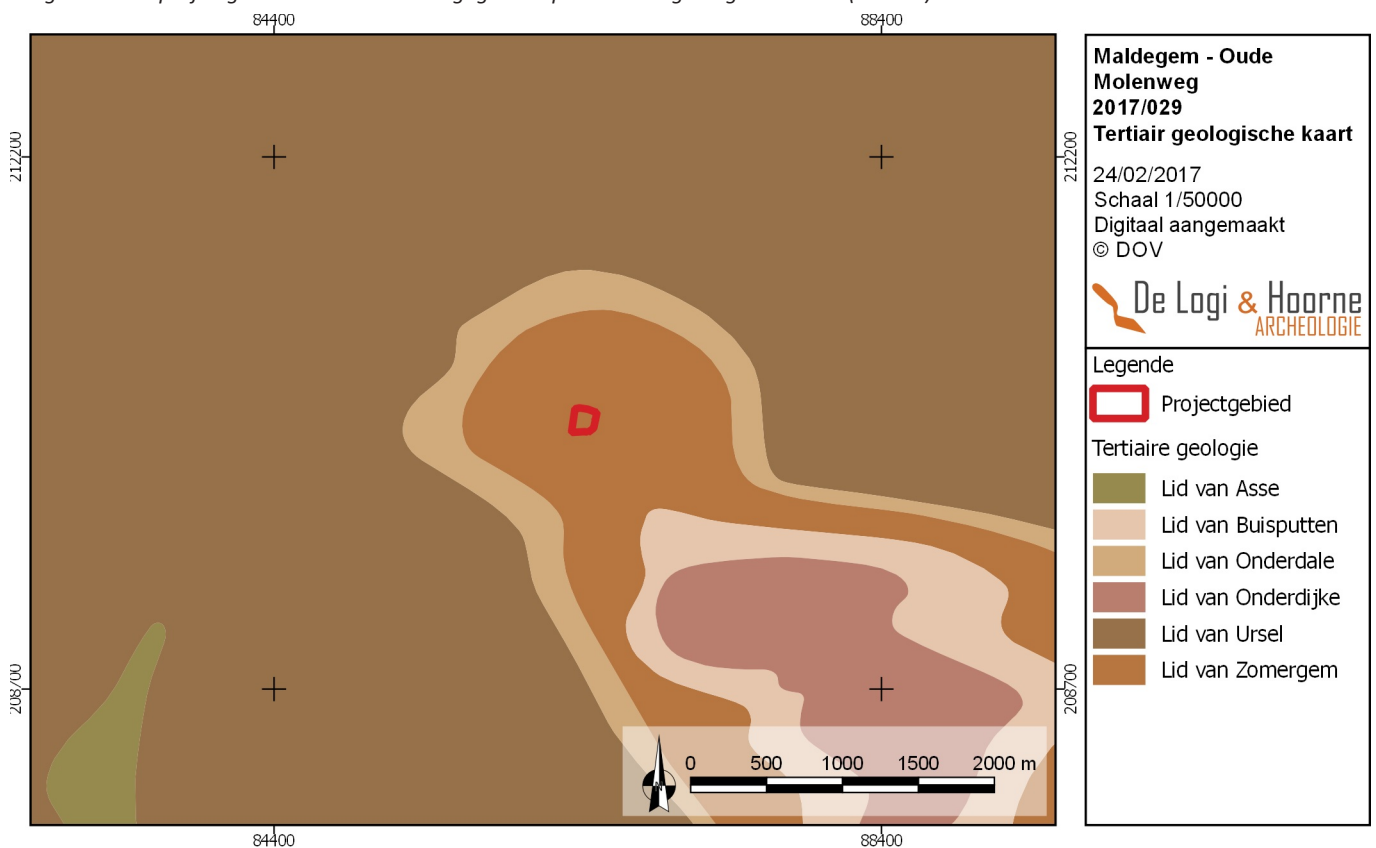 84400
88400
212200
212200
208700
208700
84400
88400
N
0 500 1000 1500 2000 m
Maldegem - Oude
Molenweg
2017/029
Tertiair geologische kaart
24/02/2017
Schaal 1/50000
Digitaal aangemaakt
© DOV
De Logi & Hoorne
ARCHEOLOGIE
Legende
Projectgebied
Tertiaire geologie
Lid van Asse
Lid van Buisputten
Lid van Onderdale
Lid van Onderdijke
Lid van Ursel
Lid van Zomergem